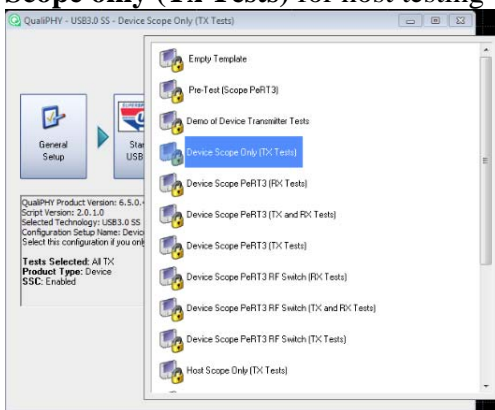 Scope only (Tx Tests) for host testing
QualiPHY - USB3.0 SS - Device Scope Only (TX Tests)
Empty Template
Pre-Test (Scope PeRT3)
Demo of Device Transmitter Tests
Device Scope Only (TX Tests)
Device Scope PeRT3 (RX Tests)
Device Scope PeRT3 (TX and RX Tests)
Device Scope PeRT3 (TX Tests)
Device Scope PeRT3 RF Switch (RX Tests)
Device Scope PeRT3 RF Switch (TX and RX Tests)
Device Scope PeRT3 RF Switch (TX Tests)
Host Scope Only (TX Tests)
General
Setup
USB
QualiPHY Product Version: 6.5.0.
Script Version: 2.0.1.0
Selected Technology: USB3.0 SS
Configuration Setup Name: Devic
Select this configuration if you onl
Tests Selected: All TX
Product Type: Device
SSC: Enabled